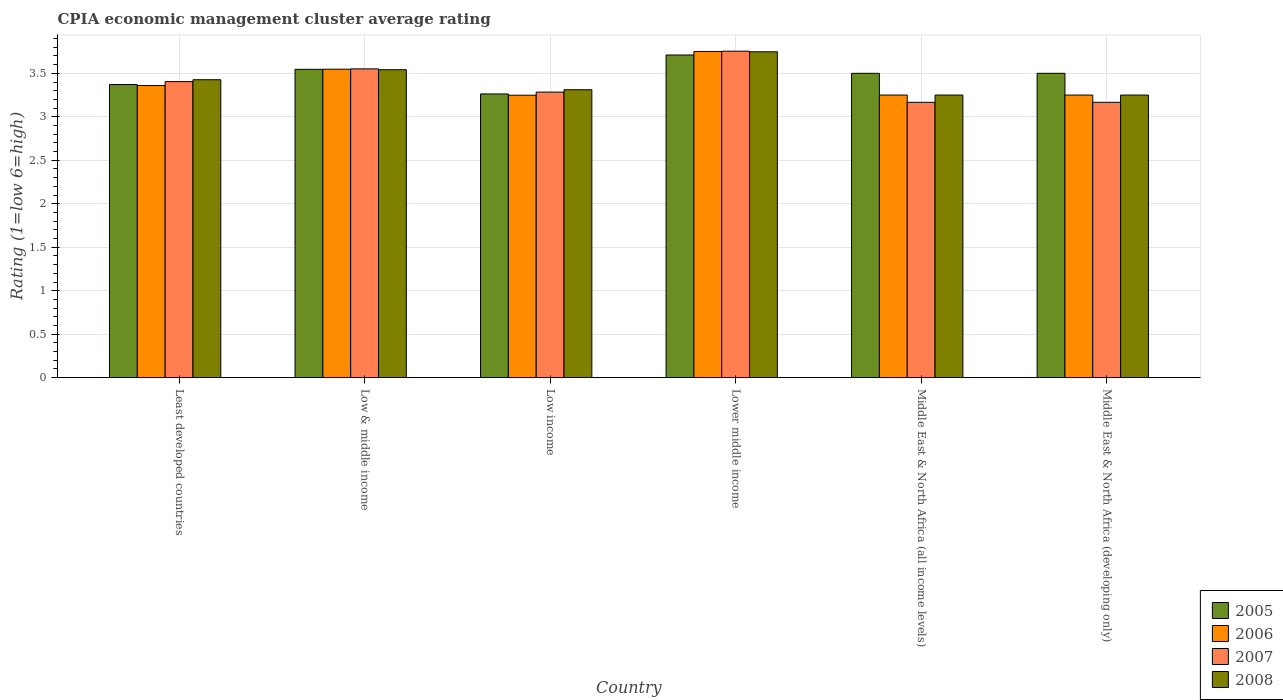 CPIA economic management cluster average rating
Rating (1=low 6=high)
3.5
3
2.5
2
1.5
1
0.5
0
Least developed countries
Low & middle income
Low income
Lower middle income
Middle East & North Africa (all income levels)
Middle East & North Africa (developing only)
Country
2005
2006
2007
2008